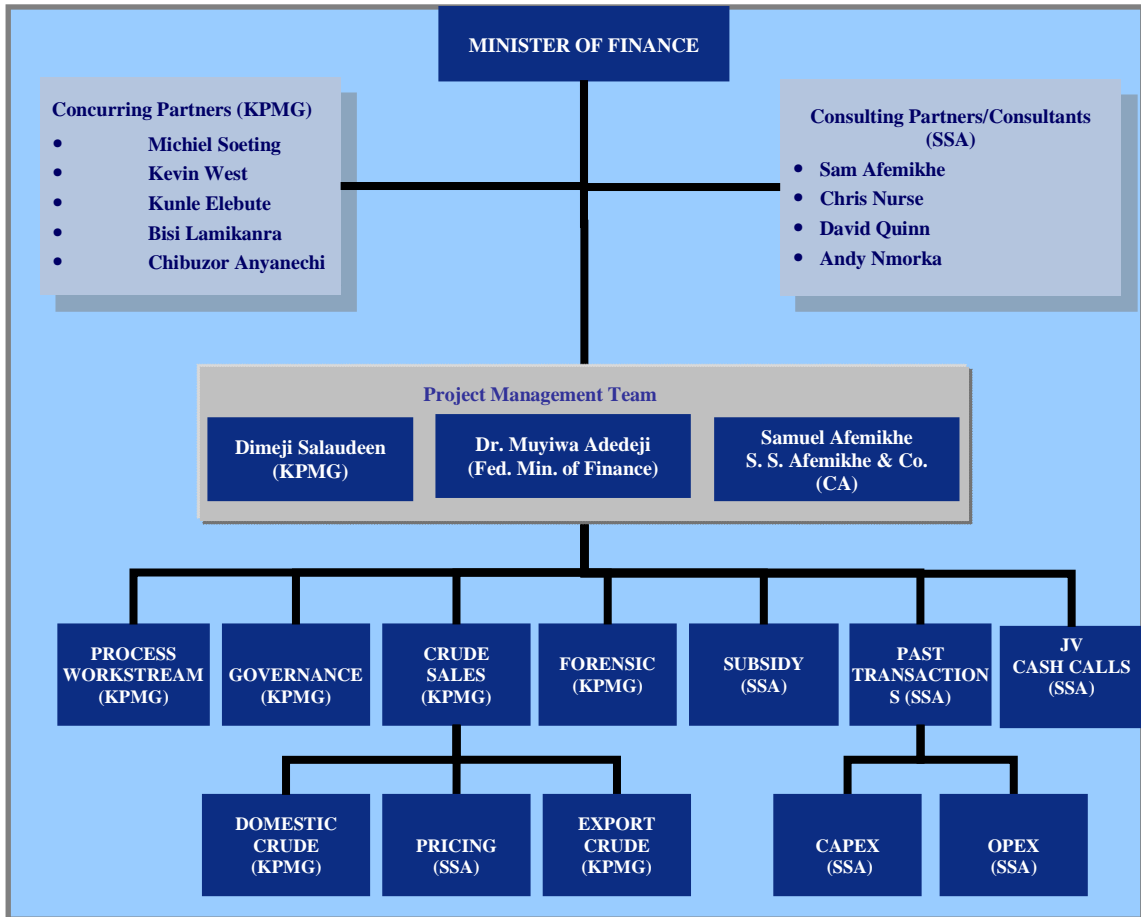 MINISTER OF FINANCE
Concurring Partners (KPMG)
• Michiel Soeting
• Kevin West
• Kunle Elebute
• Bisi Lamikanra
• Chibuzor Anyanechi
Consulting Partners/Consultants
(SSA)
• Sam Afemikhe
• Chris Nurse
• David Quinn
• Andy Nmorka
Project Management Team
Dimeji Salaudeen
(KPMG)
Dr. Muyiwa Adedeji
(Fed. Min. of Finance)
Samuel Afemikhe
S. S. Afemikhe & Co.
(CA)
PROCESS
WORKSTREAM
(KPMG)
GOVERNANCE
(KPMG)
CRUDE
SALES
(KPMG)
FORENSIC
(KPMG)
SUBSIDY
(SSA)
PAST
TRANSACTION
S (SSA)
JV
CASH CALLS
(SSA)
DOMESTIC
CRUDE
(KPMG)
PRICING
(SSA)
EXPORT
CRUDE
(KPMG)
CAPEX
(SSA)
OPEX
(SSA)